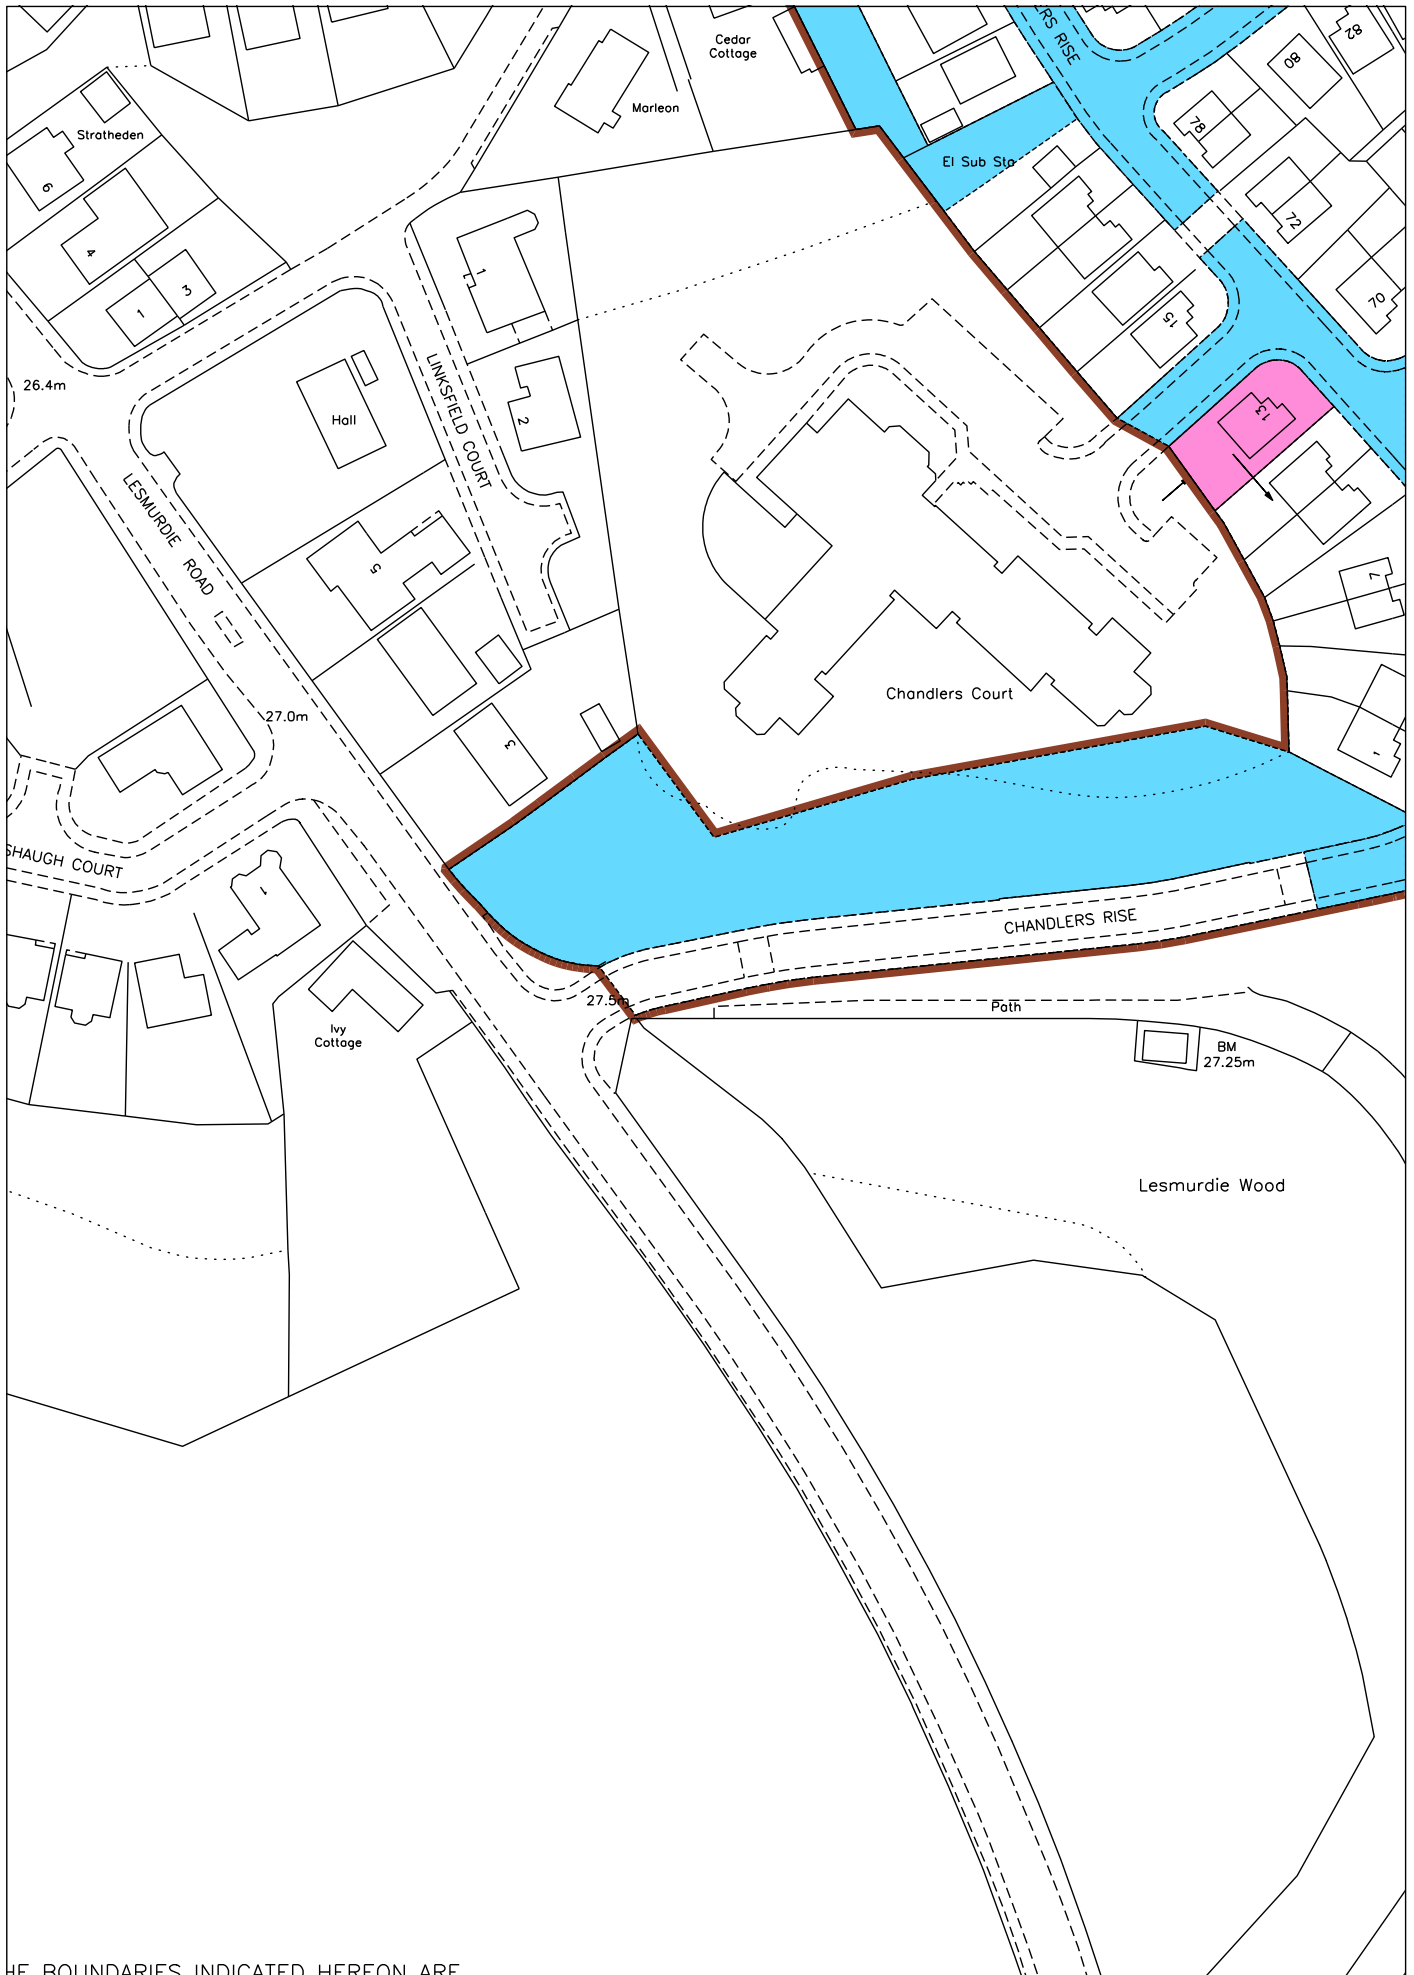 Cedar
Cottage
ERS RISE
82
80
Marleon
Stratheden
78
6
El Sub Sta
72
4
1
3
1
70
15
26.4m
LINKSFIELD COURT
Hall
2
13
LESMURDIE ROAD
5
7
Chandlers Court
27.0m
3
1
SHAUGH COURT
1
CHANDLERS RISE
27.5m
Path
Ivy
Cottage
BM
27.25m
Lesmurdie Wood
HE BOUNDARIES INDICATED HEREON ARE